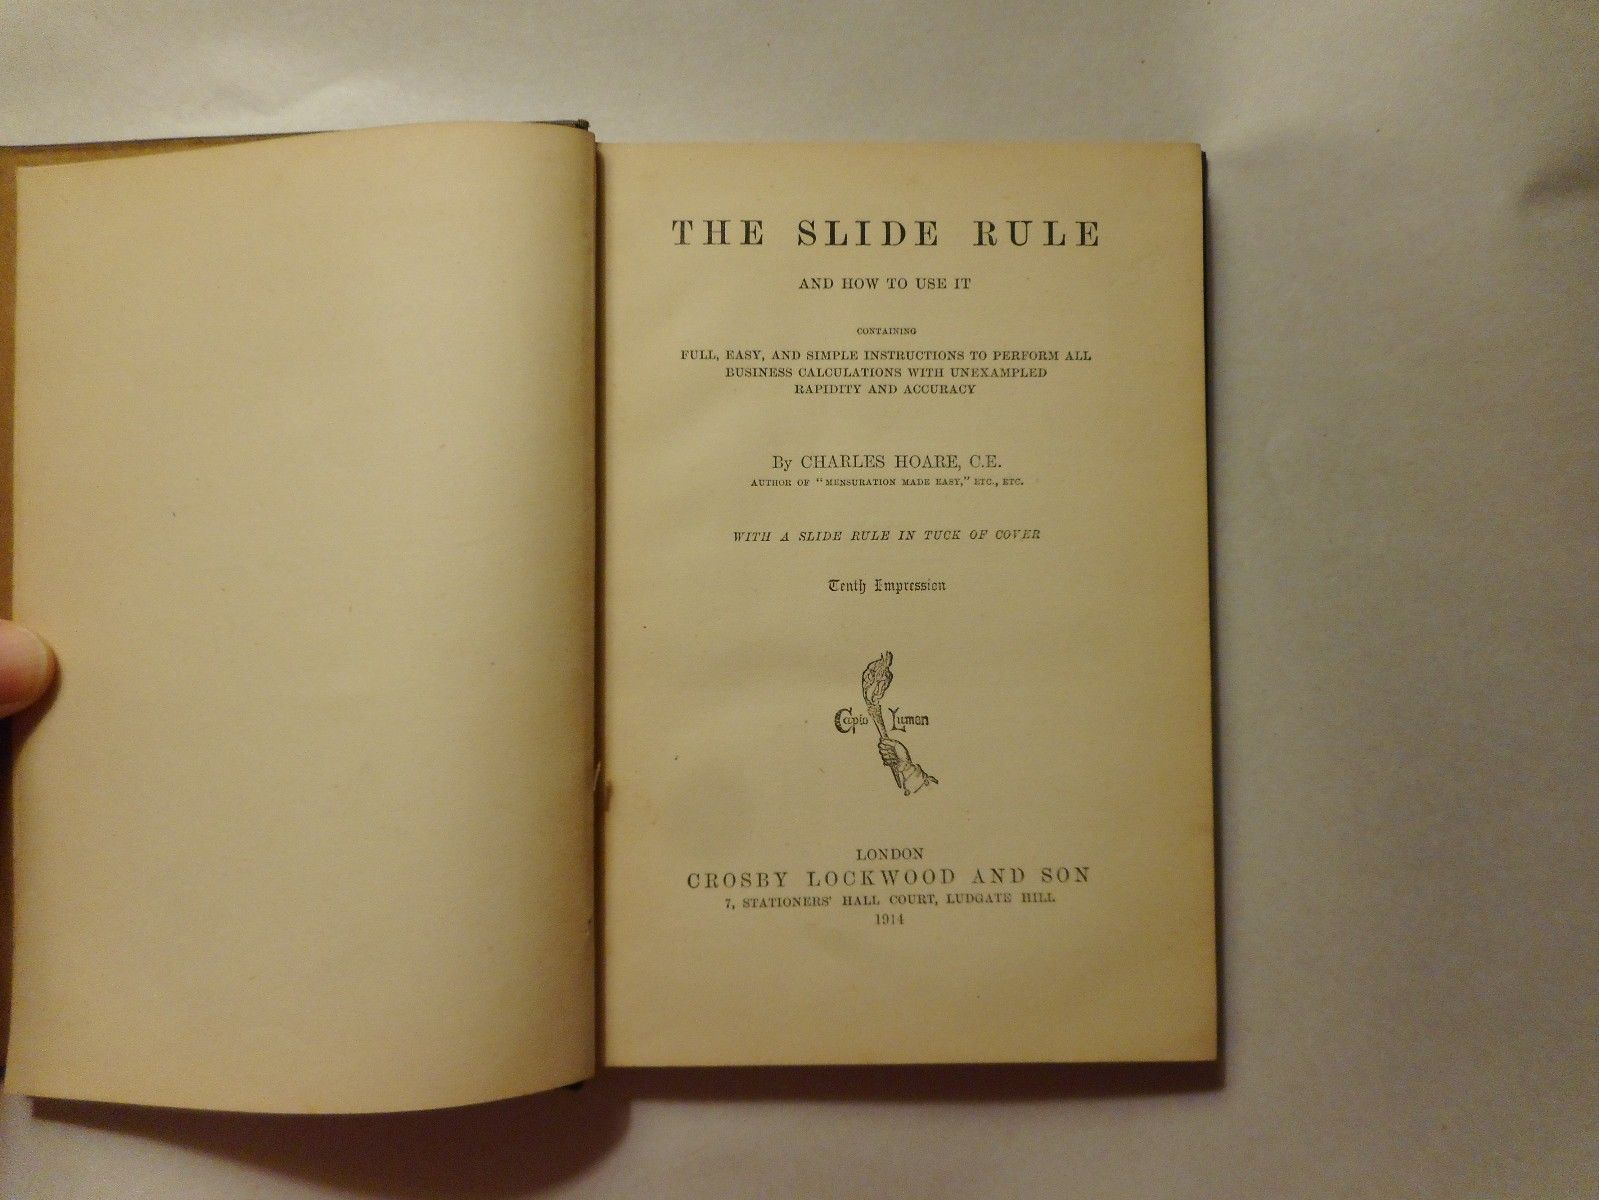 THE SLIDE RULE
AND HOW TO USE IT
CONTAINING
FULL, EASY, AND SIMPLE INSTRUCTIONS TO PERFORM ALL
BUSINESS CALCULATIONS WITH UNEXAMPLED
RAPIDITY AND ACCURACY
By CHARLES HOARE, C.E.
AUTHOR OF "MENSURATION MADE EASY," ETC., ETC.
WITH A SLIDE RULE IN TUCK OF COVER
Tenth Impression
Capio Lumen
LONDON
CROSBY LOCKWOOD AND SON
7, STATIONERS' HALL COURT, LUDGATE HILL
1914